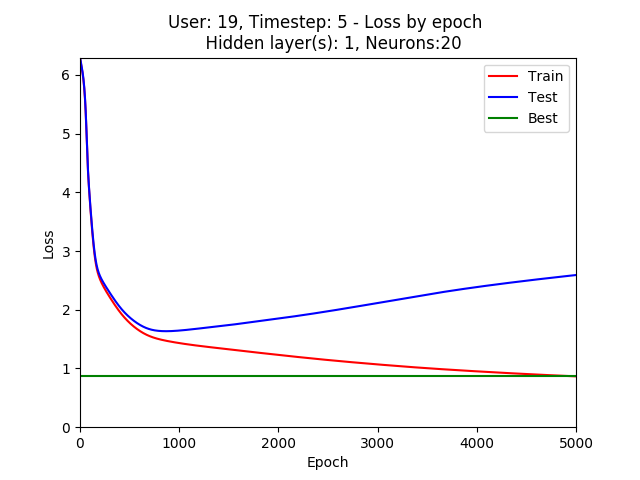 User: 19, Timestep: 5 - Loss by epoch
Hidden layer(s): 1, Neurons:20
Train
Test
Best
6
5
4
3
2
1
0
Loss
0 1000 2000 3000 4000 5000
Epoch